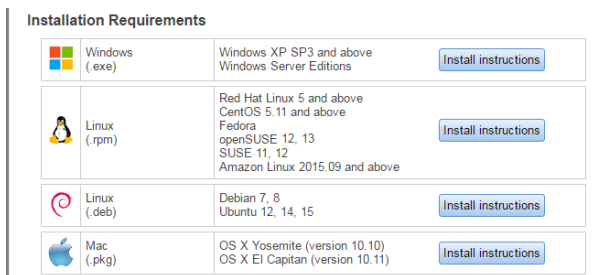 Installation Requirements
Windows
(.exe)
Windows XP SP3 and above
Windows Server Editions
Install instructions
Linux
(.rpm)
Red Hat Linux 5 and above
CentOS 5.11 and above
Fedora
openSUSE 12, 13
SUSE 11, 12
Amazon Linux 2015.09 and above
Install instructions
Linux
(.deb)
Debian 7, 8
Ubuntu 12, 14, 15
Install instructions
Mac
(.pkg)
OS X Yosemite (version 10.10)
OS X El Capitan (version 10.11)
Install instructions